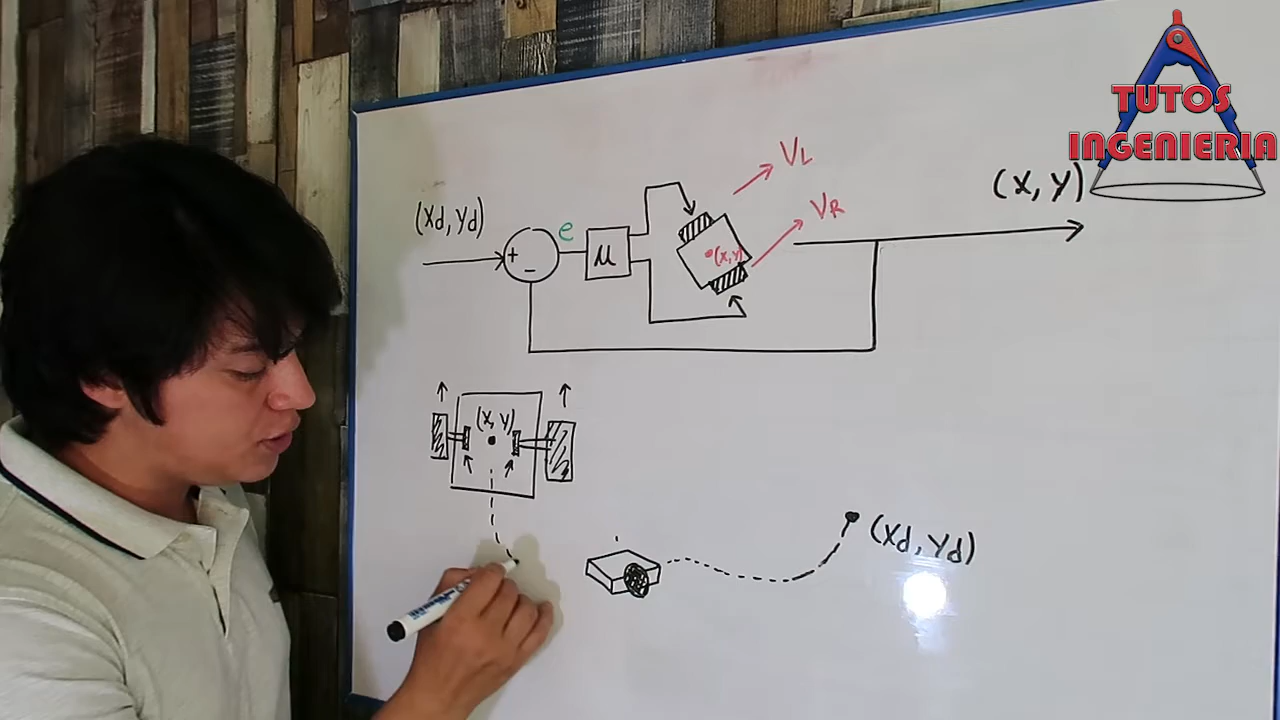 TUTOS
INGENIERIA
VL
(X, Y)
VR
(Xd, Yd)
e
+
-
μ
(x, y)
(X, Y)
(Xd, Yd)